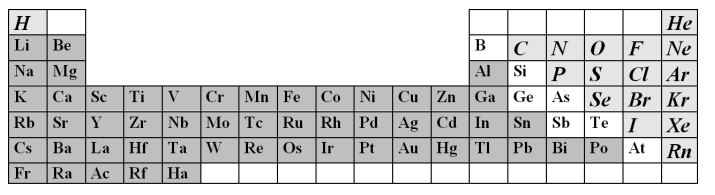 H He
Li Be B C N O F Ne
Na Mg Al Si P S Cl Ar
K Ca Sc Ti V Cr Mn Fe Co Ni Cu Zn Ga Ge As Se Br Kr
Rb Sr Y Zr Nb Mo Tc Ru Rh Pd Ag Cd In Sn Sb Te I Xe
Cs Ba La Hf Ta W Re Os Ir Pt Au Hg Tl Pb Bi Po At Rn
Fr Ra Ac Rf Ha